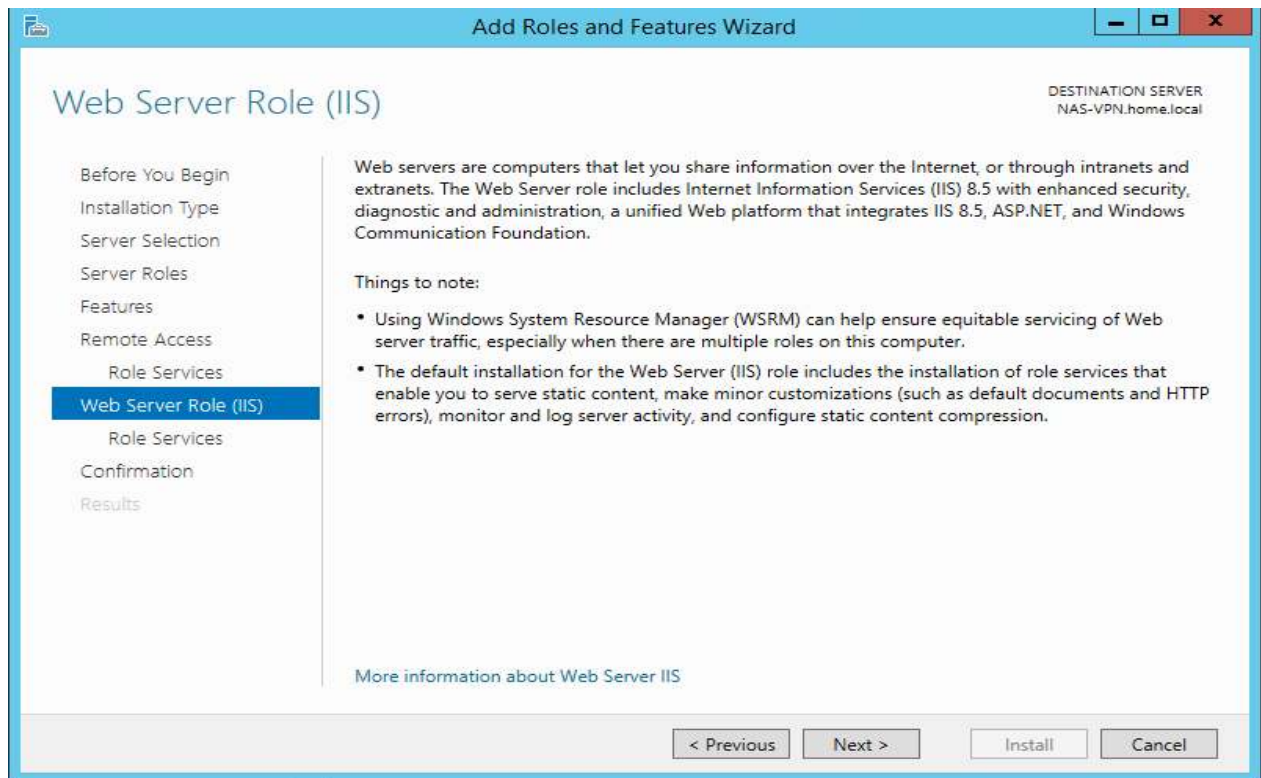 Add Roles and Features Wizard
Web Server Role (IIS)
DESTINATION SERVER
NAS-VPN.home.local
Before You Begin
Installation Type
Server Selection
Server Roles
Features
Remote Access
Role Services
Web Server Role (IIS)
Role Services
Confirmation
Results
Web servers are computers that let you share information over the Internet, or through intranets and
extranets. The Web Server role includes Internet Information Services (IIS) 8.5 with enhanced security,
diagnostic and administration, a unified Web platform that integrates IIS 8.5, ASP.NET, and Windows
Communication Foundation.
Things to note:
• Using Windows System Resource Manager (WSRM) can help ensure equitable servicing of Web
server traffic, especially when there are multiple roles on this computer.
• The default installation for the Web Server (IIS) role includes the installation of role services that
enable you to serve static content, make minor customizations (such as default documents and HTTP
errors), monitor and log server activity, and configure static content compression.
More information about Web Server IIS
< Previous
Next >
Install
Cancel